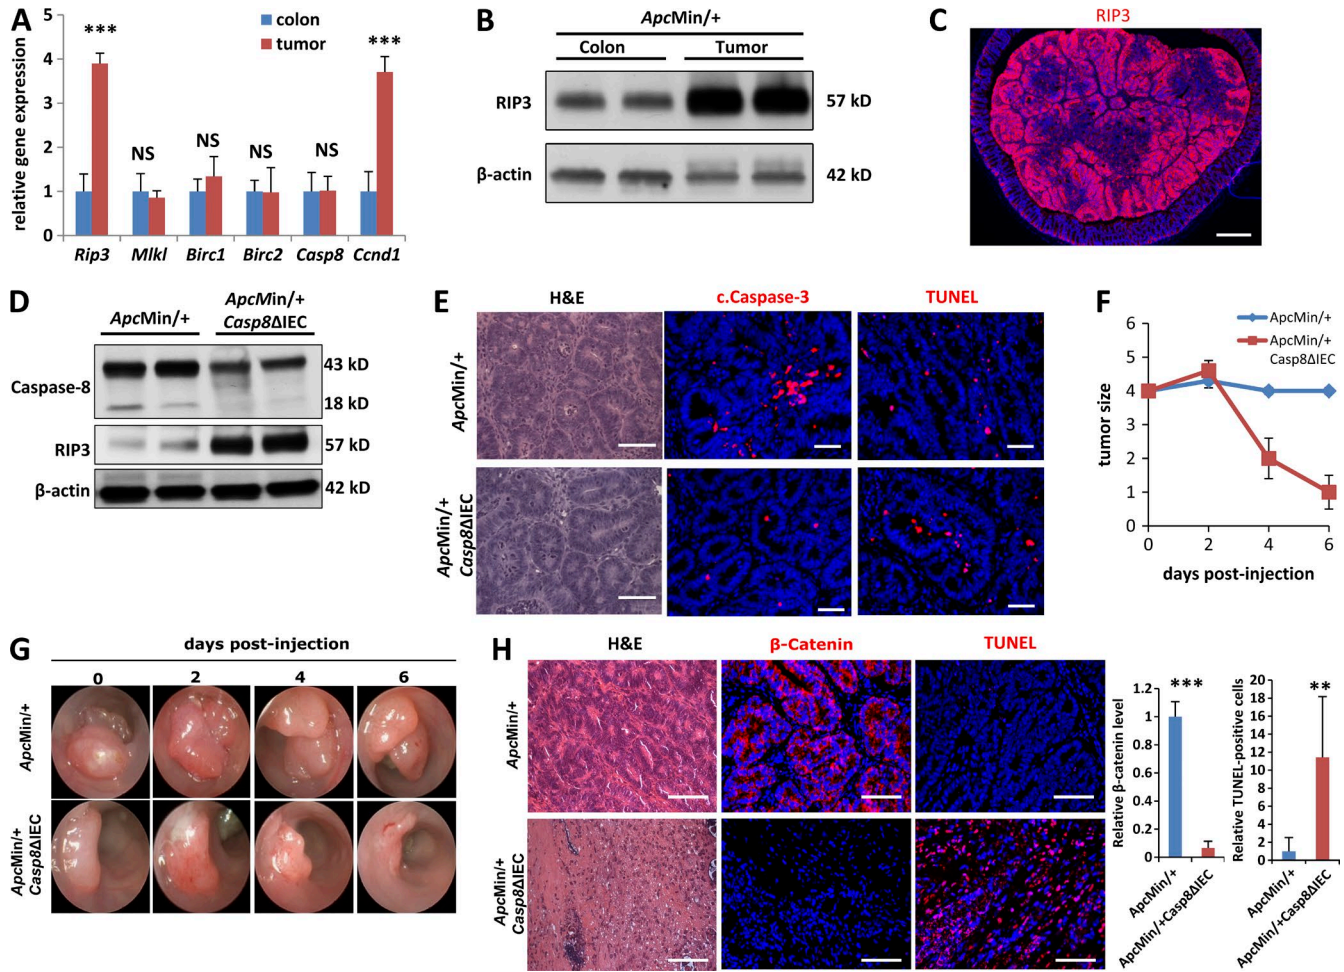 A
relative gene expression
5
4
3
2
1
0
colon
tumor
***
NS
NS
NS
NS
***
Rip3 Mlkl Birc1 Birc2 Casp8 Ccnd1
B
ApcMin/+
Colon Tumor
RIP3
57 kD
β-actin
42 kD
C
RIP3
D
ApcMin/+
ApcMin/+
Casp8ΔIEC
Caspase-8
43 kD
18 kD
RIP3
57 kD
β-actin
42 kD
E
H&E
c.Caspase-3
TUNEL
ApcMin/+
ApcMin/+
Casp8ΔIEC
F
ApcMin/+
ApcMin/+
Casp8ΔIEC
tumor size
6
5
4
3
2
1
0
0 2 4 6
days post-injection
G
days post-injection
0 2 4 6
ApcMin/+
ApcMin/+
Casp8ΔIEC
H
H&E
β-Catenin
TUNEL
ApcMin/+
ApcMin/+
Casp8ΔIEC
Relative β-catenin level
1.2
1
0.8
0.6
0.4
0.2
0
***
ApcMin/+
ApcMin/+Casp8ΔIEC
Relative TUNEL-positive cells
20
18
16
14
12
10
8
6
4
2
0
**
ApcMin/+
ApcMin/+Casp8ΔIEC